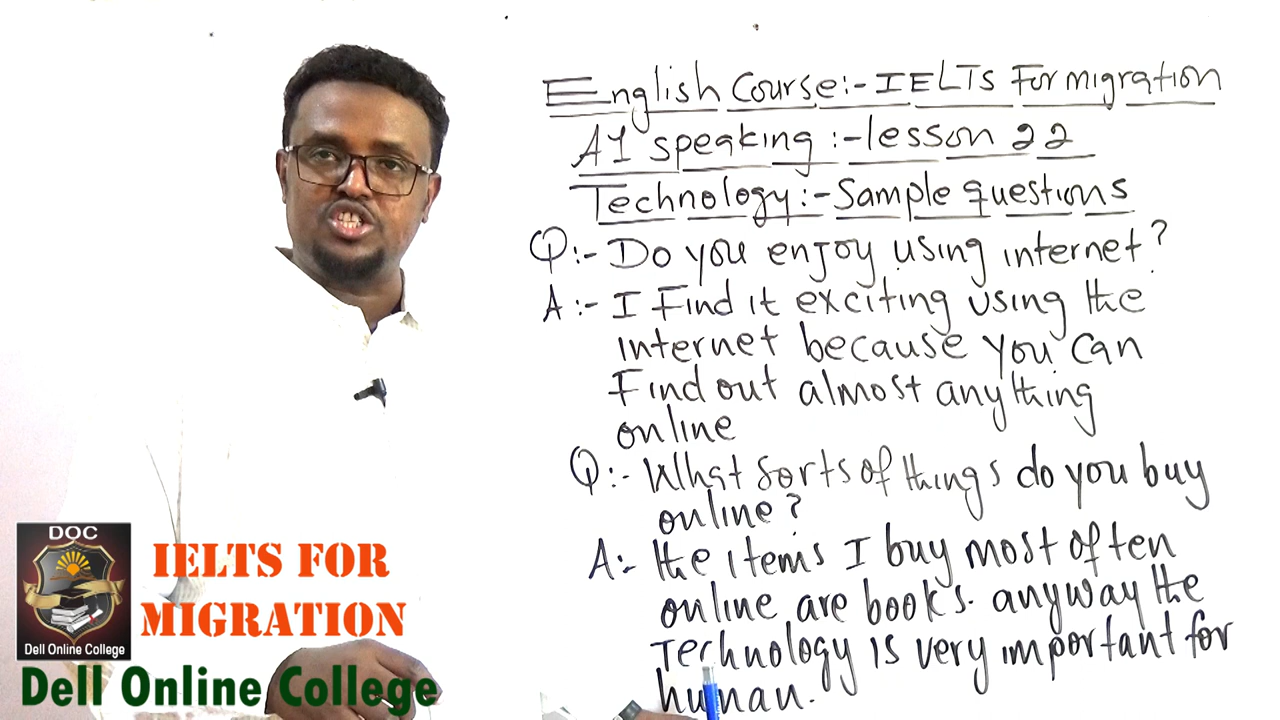 English Course:- IELTs For migration
A1 speaking :- lesson 22
Technology:- Sample questions
Q:- Do you enjoy using internet?
A:- I Find it exciting using the
internet because you can
Find out almost anything
online
Q:- What sorts of things do you buy
online?
A:- the items I buy most often
online are books. anyway the
Technology is very important for
human.
DOC
Dell Online College
IELTS FOR
MIGRATION
Dell Online College